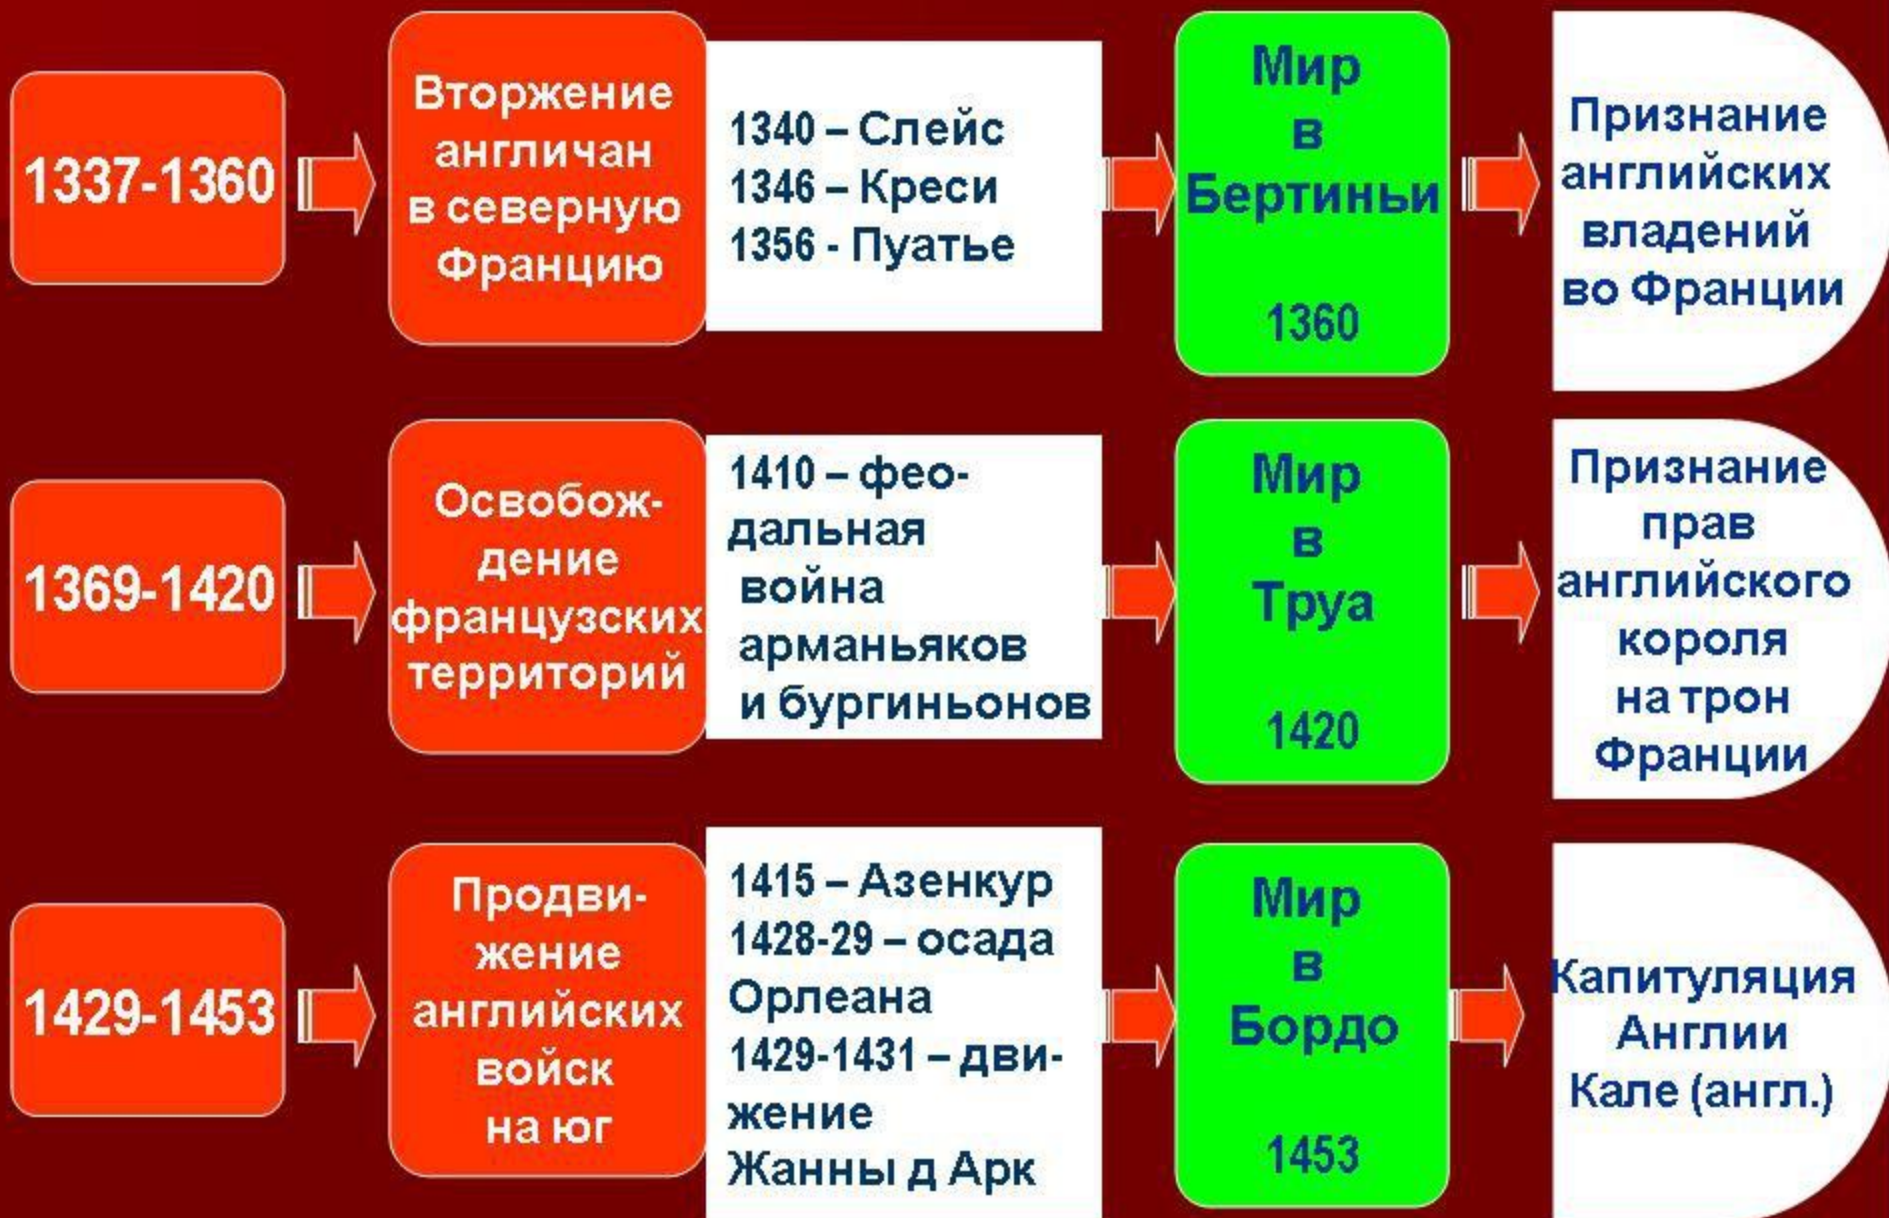 1337-1360
Вторжение
англичан
в северную
Францию
1340 – Слейс
1346 – Креси
1356 - Пуатье
Мир
в
Бертиньи
1360
Признание
английских
владений
во Франции
1369-1420
Освобож-
дение
французских
территорий
1410 – фео-
дальная
война
арманьяков
и бургиньонов
Мир
в
Труа
1420
Признание
прав
английского
короля
на трон
Франции
1429-1453
Продви-
жение
английских
войск
на юг
1415 – Азенкур
1428-29 – осада
Орлеана
1429-1431 – дви-
жение
Жанны д Арк
Мир
в
Бордо
1453
Капитуляция
Англии
Кале (англ.)